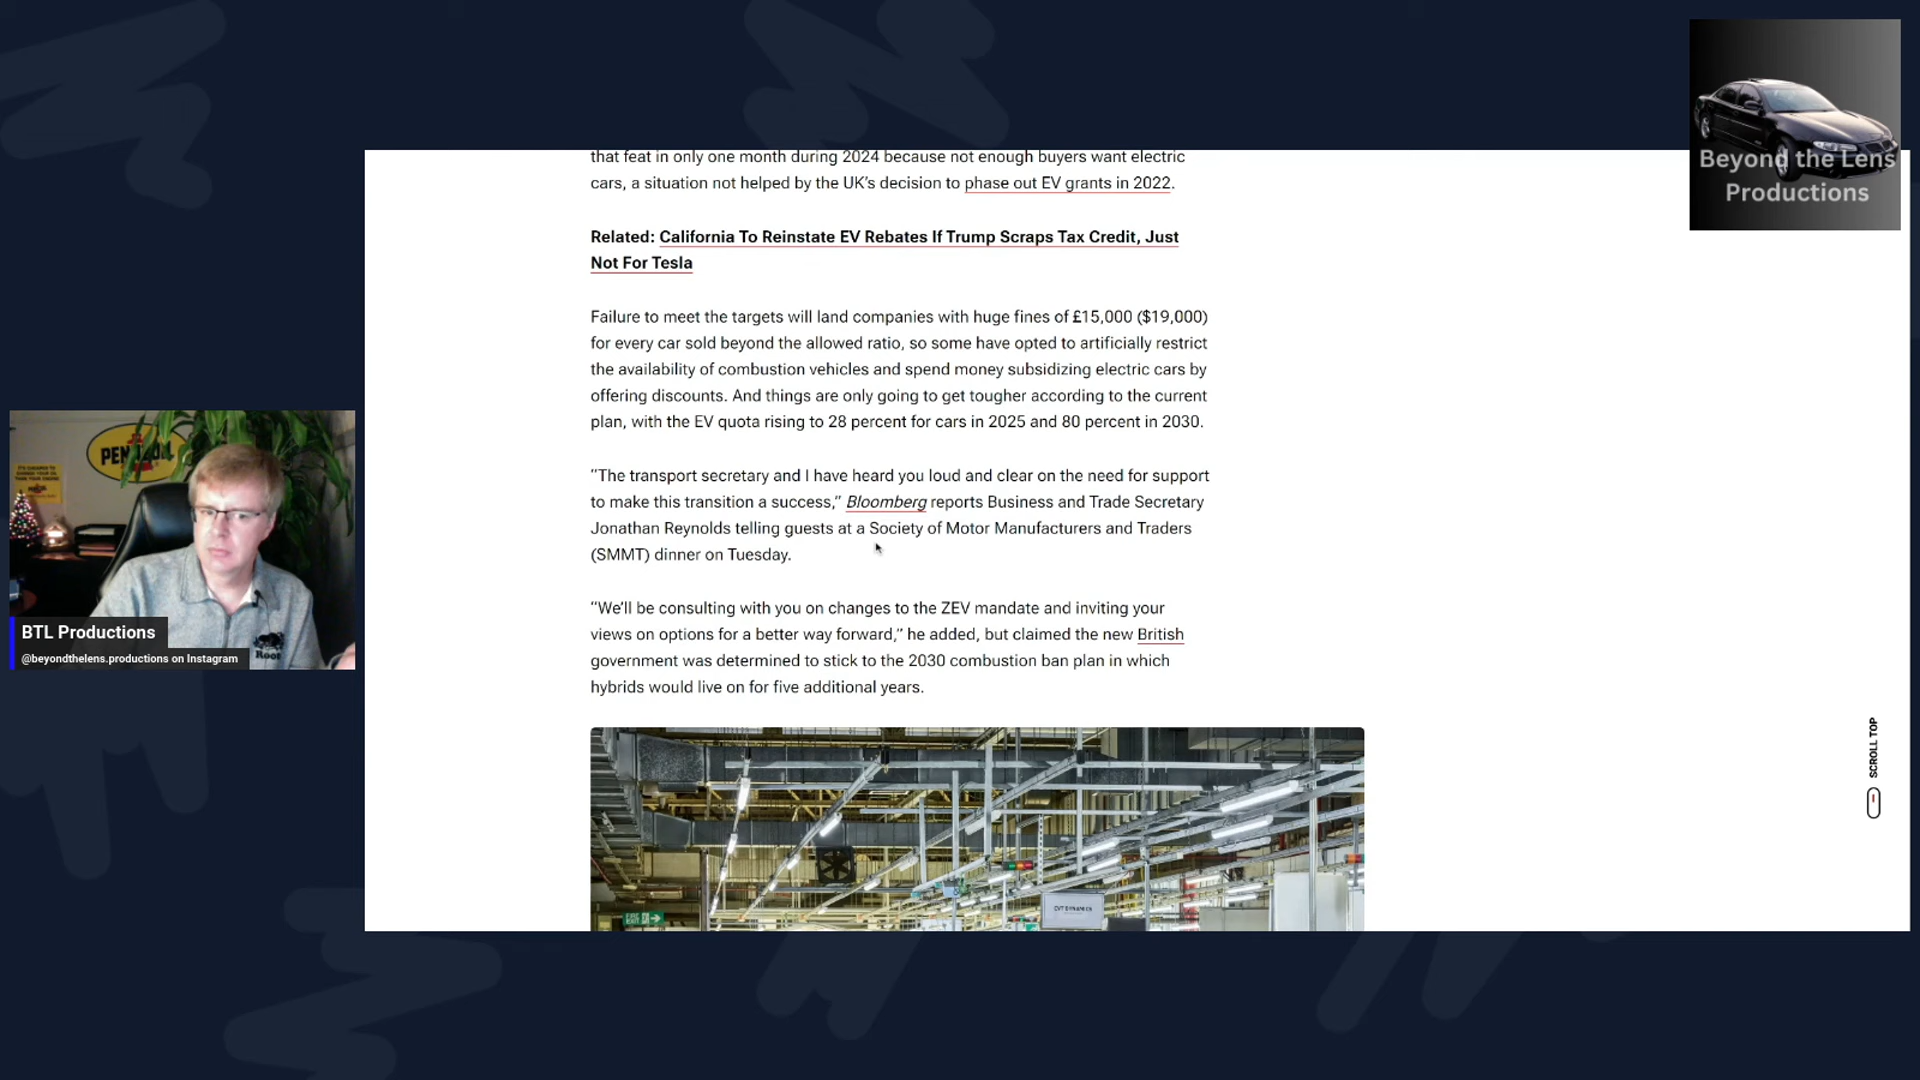 Beyond the Lens
Productions
that feat in only one month during 2024 because not enough buyers want electric
cars, a situation not helped by the UK's decision to phase out EV grants in 2022.
Related: California To Reinstate EV Rebates If Trump Scraps Tax Credit, Just
Not For Tesla
Failure to meet the targets will land companies with huge fines of £15,000 ($19,000)
for every car sold beyond the allowed ratio, so some have opted to artificially restrict
the availability of combustion vehicles and spend money subsidizing electric cars by
offering discounts. And things are only going to get tougher according to the current
plan, with the EV quota rising to 28 percent for cars in 2025 and 80 percent in 2030.
“The transport secretary and I have heard you loud and clear on the need for support
to make this transition a success,” Bloomberg reports Business and Trade Secretary
Jonathan Reynolds telling guests at a Society of Motor Manufacturers and Traders
(SMMT) dinner on Tuesday.
“We’ll be consulting with you on changes to the ZEV mandate and inviting your
views on options for a better way forward,” he added, but claimed the new British
government was determined to stick to the 2030 combustion ban plan in which
hybrids would live on for five additional years.
SCROLL TOP
BTL Productions
@beyondthelens.productions on Instagram
Roots